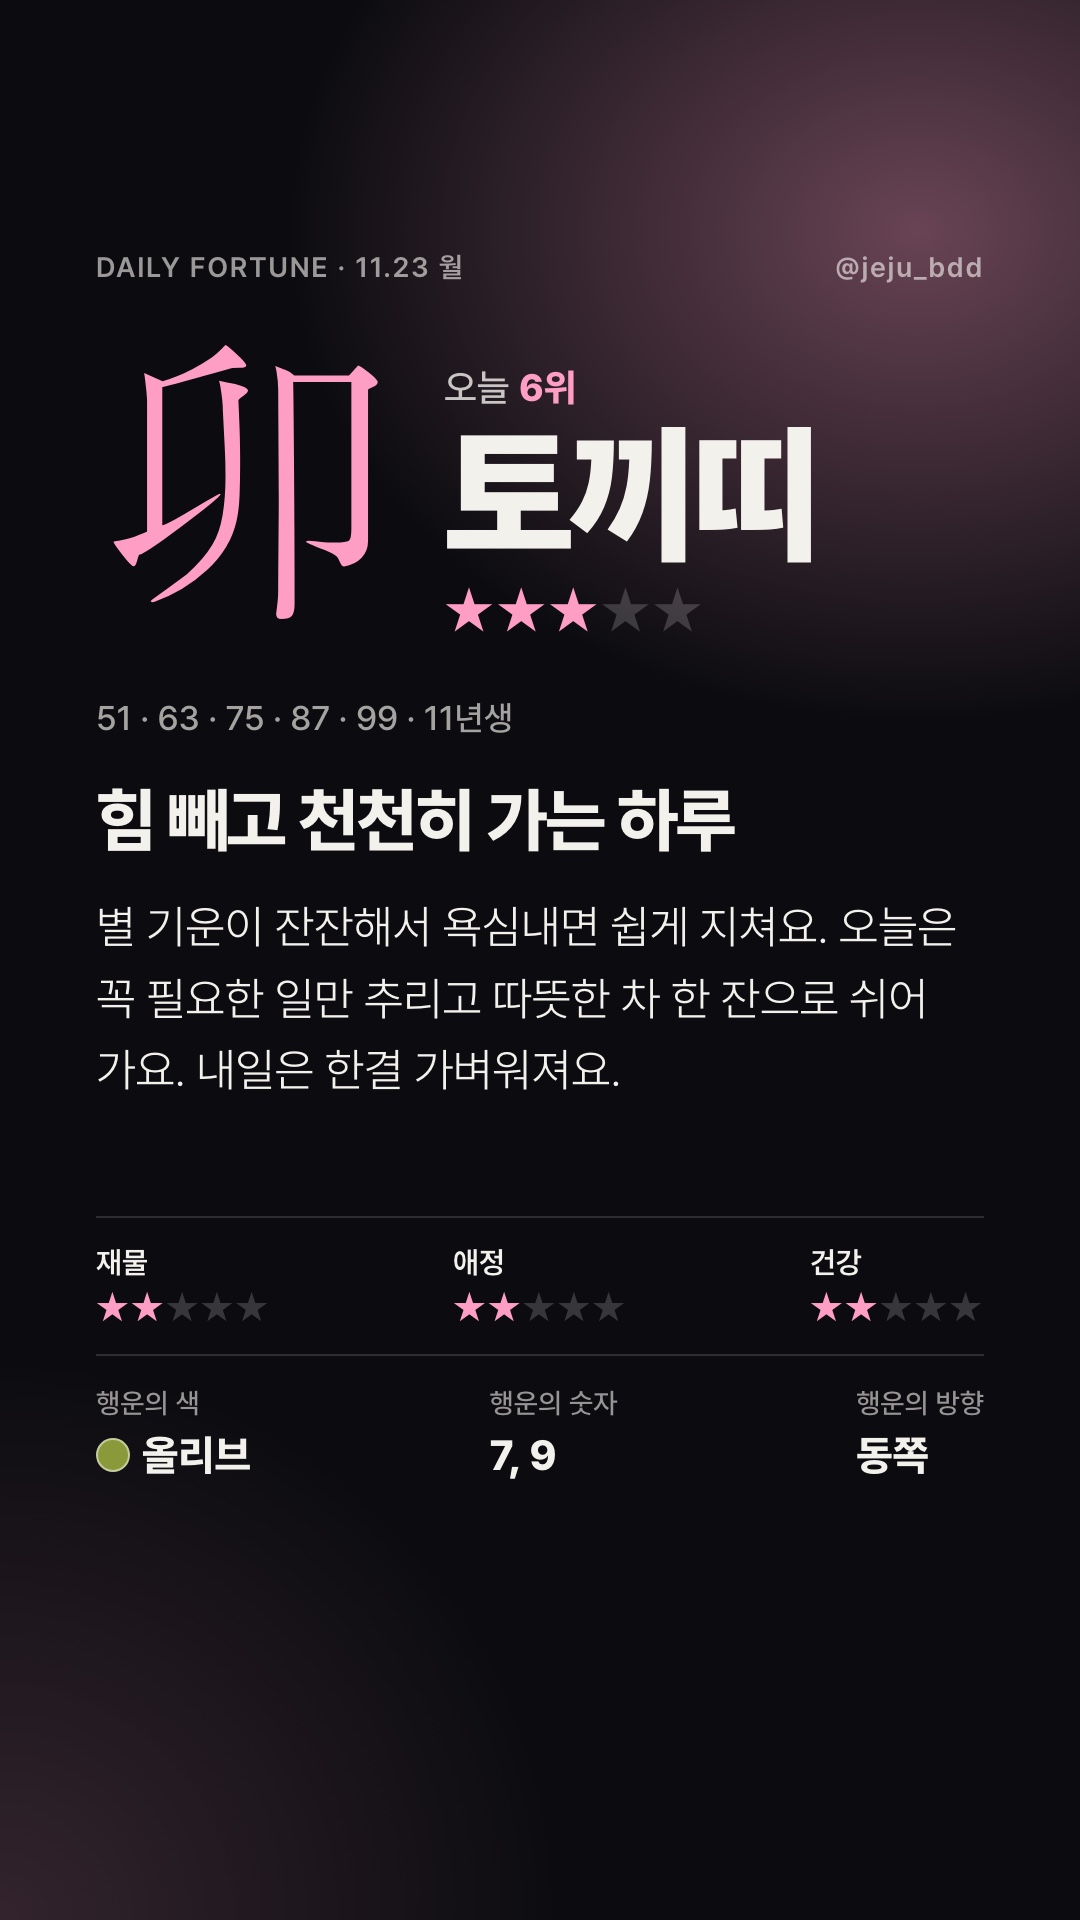 DAILY FORTUNE · 11.23 월
@jeju_bdd
卯
오늘 6위
토끼띠
★★★★★
51 · 63 · 75 · 87 · 99 · 11년생
힘 빼고 천천히 가는 하루
별 기운이 잔잔해서 욕심내면 쉽게 지쳐요. 오늘은
꼭 필요한 일만 추리고 따뜻한 차 한 잔으로 쉬어
가요. 내일은 한결 가벼워져요.
재물 애정 건강
★★★★★ ★★★★★ ★★★★★
행운의 색 행운의 숫자 행운의 방향
올리브 7, 9 동쪽